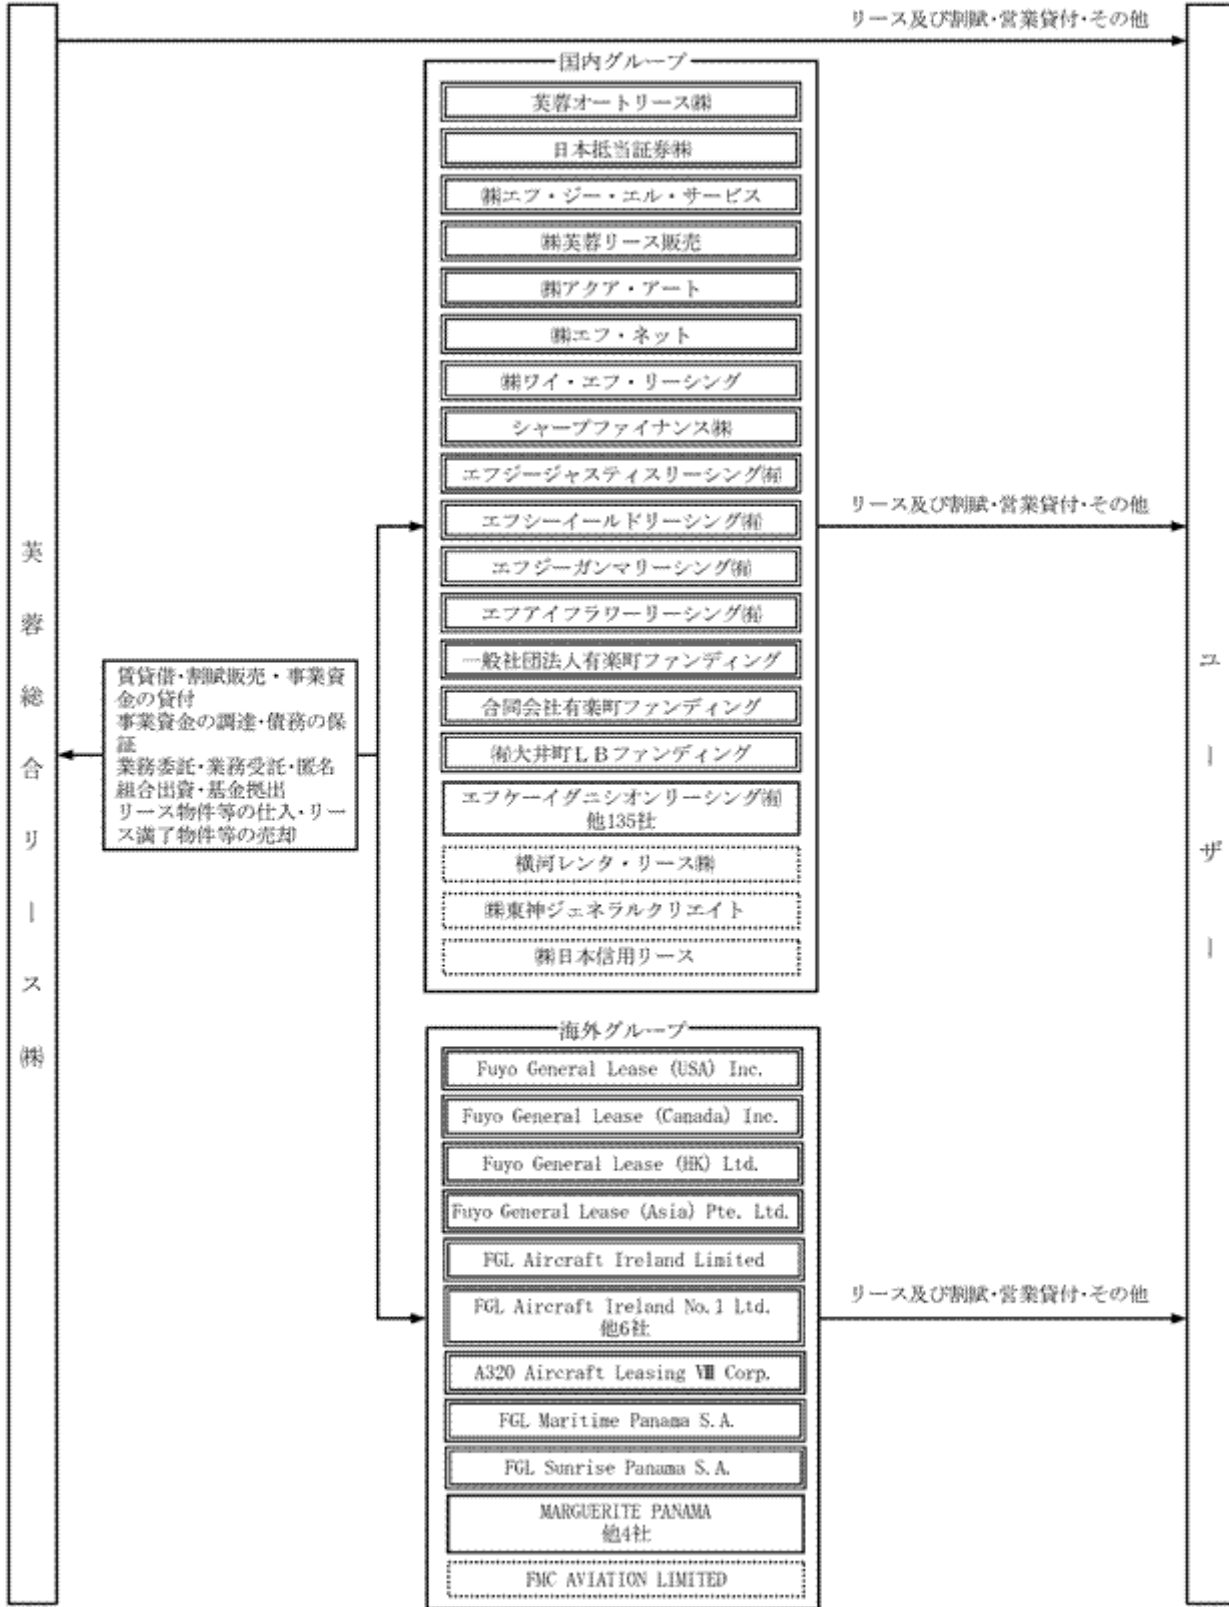 リース及び割賦・営業貸付・その他
芙蓉総合リース㈱
賃貸借・割賦販売・事業資
金の貸付
事業資金の調達・債務の保
証
業務委託・業務受託・匿名
組合出資・基金拠出
リース物件等の仕入・リー
ス満了物件等の売却
国内グループ
芙蓉オートリース㈱
日本抵当証券㈱
㈱エフ・ジー・エル・サービス
㈱芙蓉リース販売
㈱アクア・アート
㈱エフ・ネット
㈱ワイ・エフ・リーシング
シャープファイナンス㈱
エフジージャスティスリーシング㈲
エフシーイールドリーシング㈲
エフジーガンマリーシング㈲
エフアイフラワーリーシング㈲
一般社団法人有楽町ファンディング
合同会社有楽町ファンディング
㈲大井町ＬＢファンディング
エフケーイグニシオンリーシング㈲
他135社
横河レンタ・リース㈱
㈱東神ジェネラルクリエイト
㈱日本信用リース
リース及び割賦・営業貸付・その他
海外グループ
Fuyo General Lease (USA) Inc.
Fuyo General Lease (Canada) Inc.
Fuyo General Lease (HK) Ltd.
Fuyo General Lease (Asia) Pte. Ltd.
FGL Aircraft Ireland Limited
FGL Aircraft Ireland No.1 Ltd.
他6社
A320 Aircraft Leasing Ⅷ Corp.
FGL Maritime Panama S.A.
FGL Sunrise Panama S.A.
MARGUERITE PANAMA
他4社
FMC AVIATION LIMITED
リース及び割賦・営業貸付・その他
ユーザー